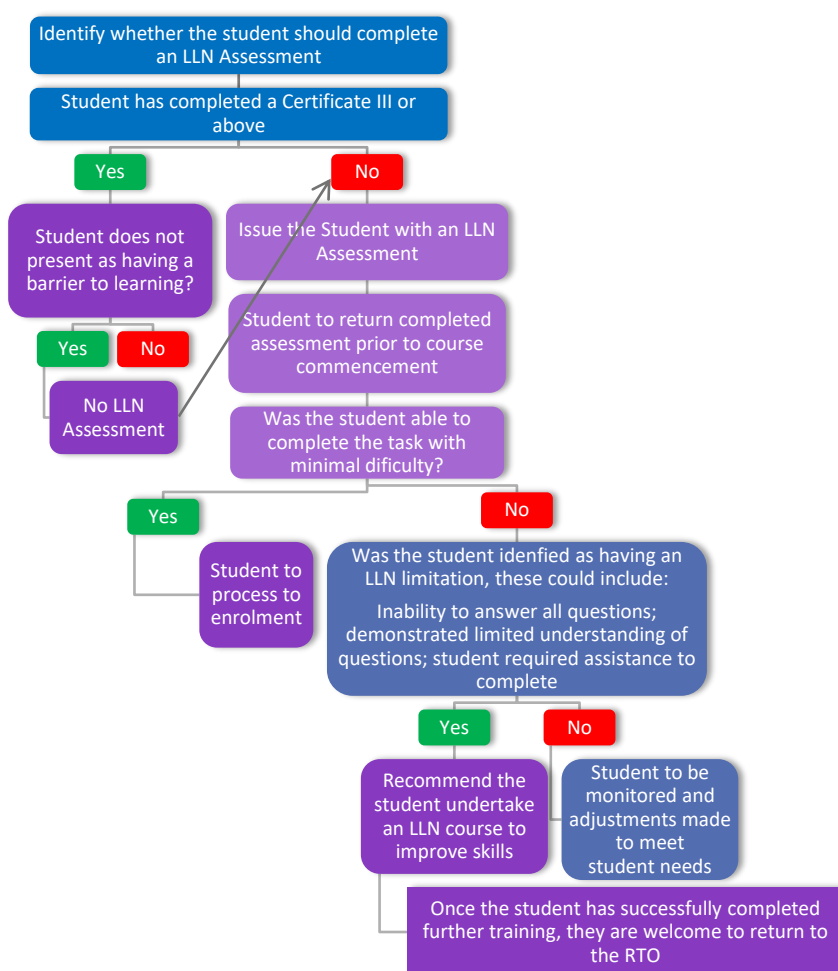 Identify whether the student should complete
an LLN Assessment
Student has completed a Certificate III or
above
Yes
No
Student does not
present as having a
barrier to learning?
Issue the Student with an LLN
Assessment
Student to return completed
assessment prior to course
commencement
Yes
No
No LLN
Assessment
Was the student able to
complete the task with
minimal dificulty?
Yes
No
Student to
process to
enrolment
Was the student idenfied as having an
LLN limitation, these could include:
Inability to answer all questions;
demonstrated limited understanding of
questions; student required assistance to
complete
Yes
No
Recommend the
student undertake
an LLN course to
improve skills
Student to be
monitored and
adjustments made
to meet
student needs
Once the student has successfully completed
further training, they are welcome to return to
the RTO